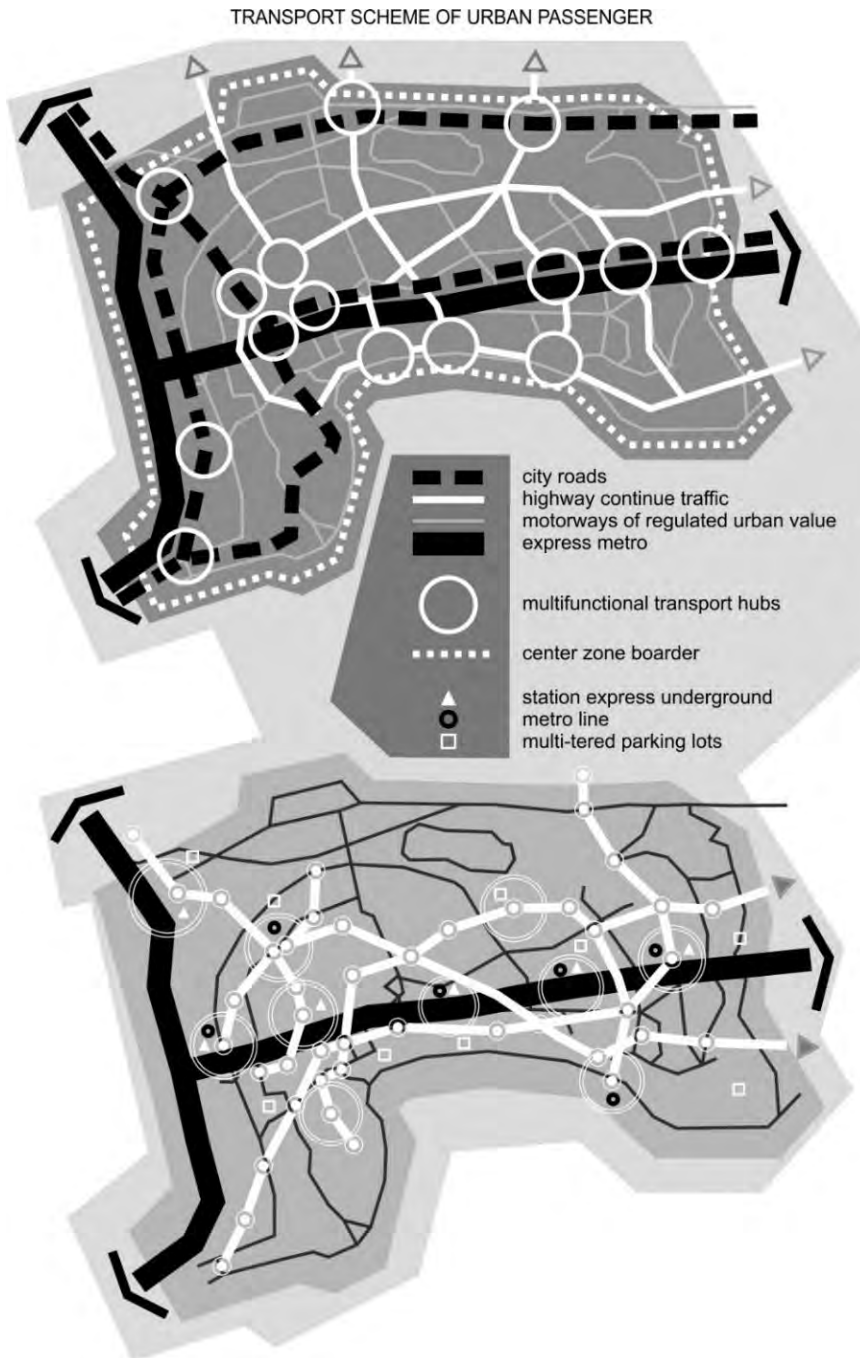 TRANSPORT SCHEME OF URBAN PASSENGER
city roads
highway continue traffic
motorways of regulated urban value
express metro
multifunctional transport hubs
center zone boarder
station express underground
metro line
multi-tered parking lots